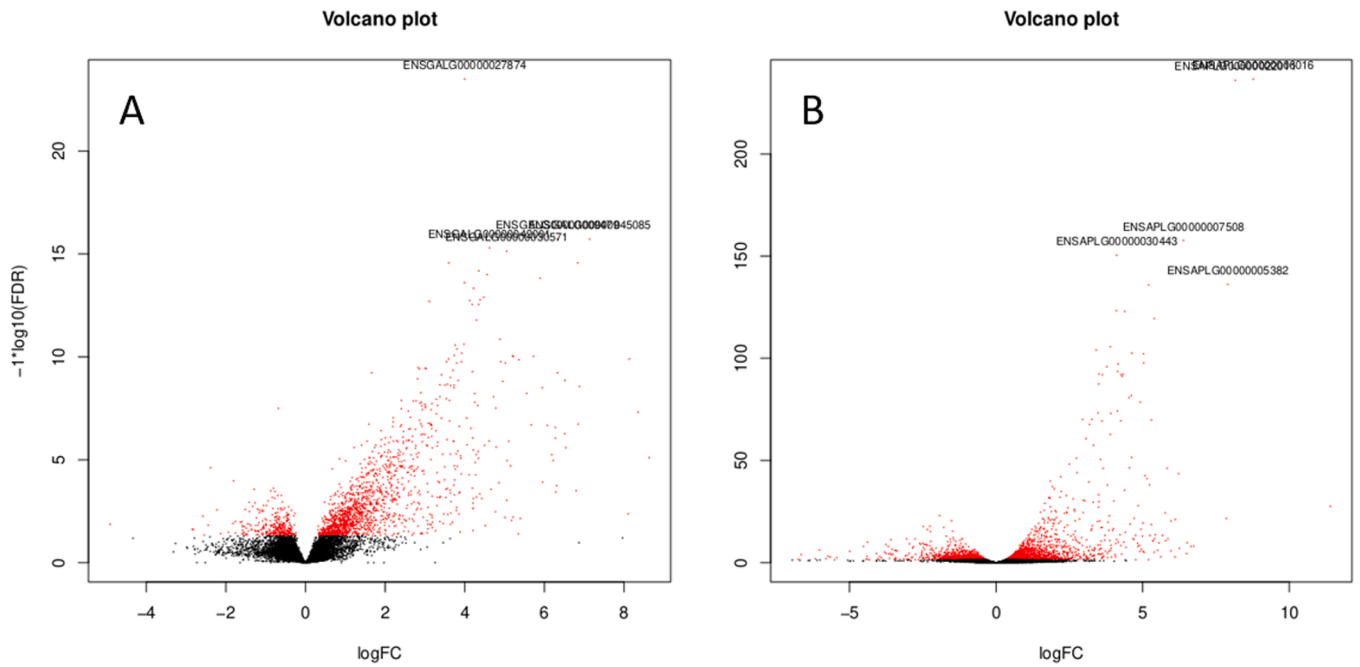 Volcano plot
A
ENSGALG00000027874
ENSGALG00000030571
−1*log10(FDR)
20
15
10
5
0
−4
−2
0
2
4
6
8
logFC
Volcano plot
B
ENSAPLG00000007508
ENSAPLG00000030443
ENSAPLG00000005382
200
150
100
50
0
−5
0
5
10
logFC